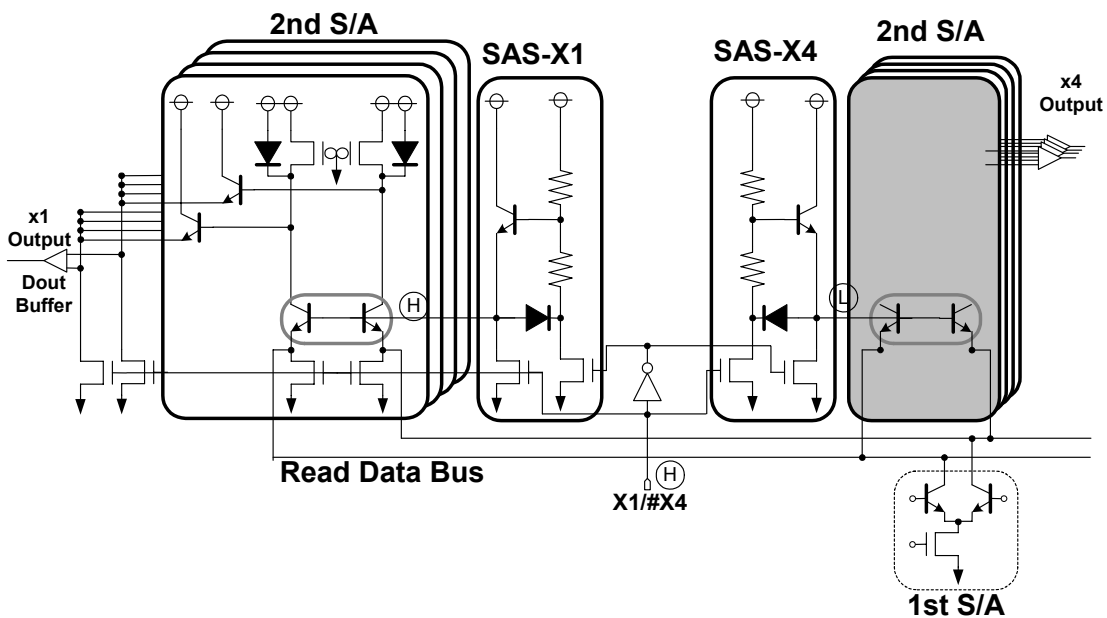 2nd S/A
SAS-X1
SAS-X4
2nd S/A
x4
Output
x1
Output
Dout
Buffer
H
L
Read Data Bus
H
X1/#X4
1st S/A